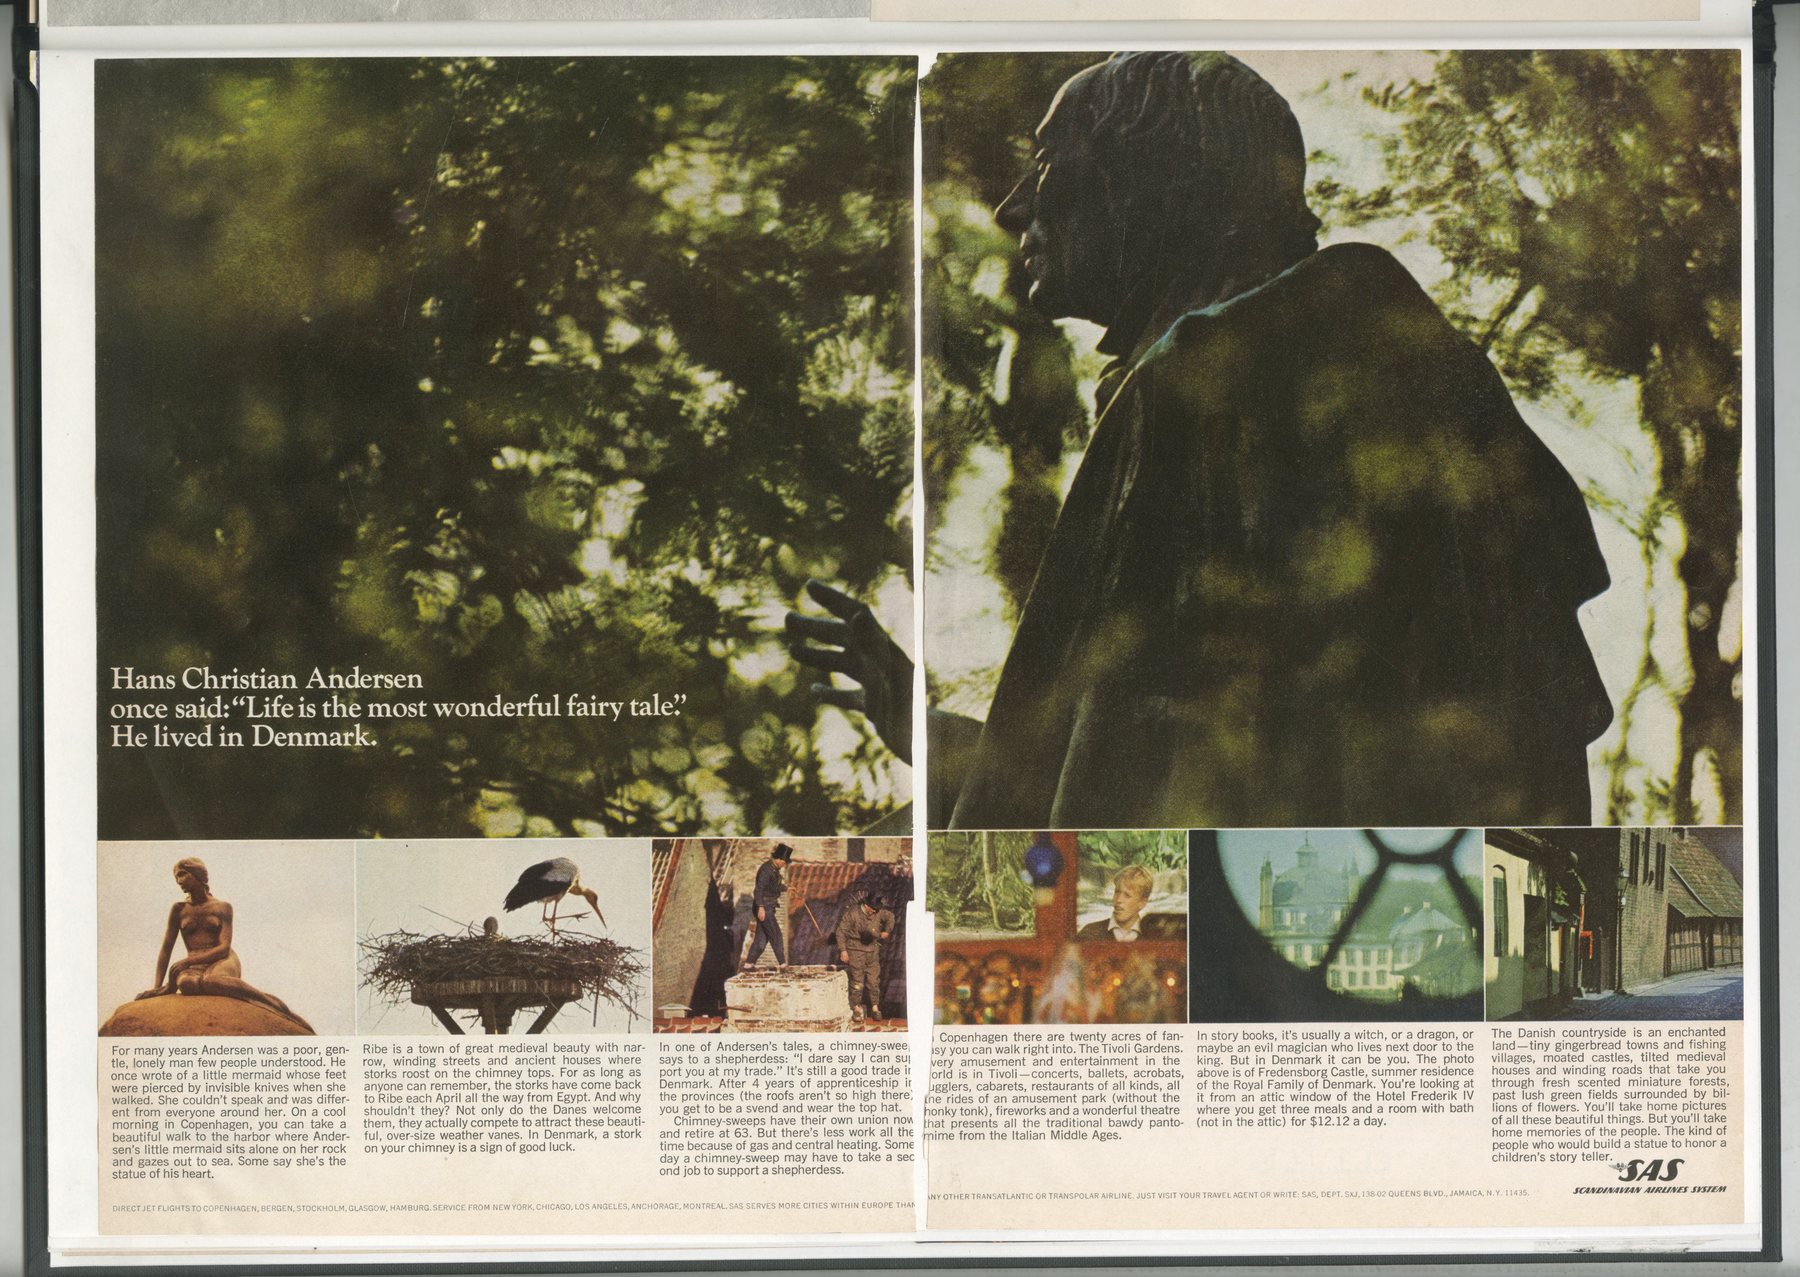 Hans Christian Andersen
once said: “Life is the most wonderful fairy tale.”
He lived in Denmark.
For many years Andersen was a poor, gen-
tle, lonely man few people understood. He
once wrote of a little mermaid whose feet
were pierced by invisible knives when she
walked. She couldn't speak and was differ-
ent from everyone around her. On a cool
morning in Copenhagen, you can take a
beautiful walk to the harbor where Ander-
sen's little mermaid sits alone on her rock
and gazes out to sea. Some say she's the
statue of his heart.
Ribe is a town of great medieval beauty with nar-
row, winding streets and ancient houses where
storks roost on the chimney tops. For as long as
anyone can remember, the storks have come back
to Ribe each April all the way from Egypt. And why
shouldn't they? Not only do the Danes welcome
them, they actually compete to attract these beauti-
ful, over-size weather vanes. In Denmark, a stork
on your chimney is a sign of good luck.
In one of Andersen's tales, a chimney-swee
says to a shepherdess: “I dare say I can sup
port you at my trade.” It's still a good trade in
Denmark. After 4 years of apprenticeship in
the provinces (the roofs aren't so high there)
you get to be a svend and wear the top hat.
Chimney-sweeps have their own union now
and retire at 63. But there's less work all the
time because of gas and central heating. Some
day a chimney-sweep may have to take a sec
ond job to support a shepherdess.
Copenhagen there are twenty acres of fan-
asy you can walk right into. The Tivoli Gardens.
very amusement and entertainment in the
orld is in Tivoli—concerts, ballets, acrobats,
ugglers, cabarets, restaurants of all kinds, all
the rides of an amusement park (without the
honky tonk), fireworks and a wonderful theatre
that presents all the traditional bawdy panto-
mime from the Italian Middle Ages.
In story books, it's usually a witch, or a dragon, or
maybe an evil magician who lives next door to the
king. But in Denmark it can be you. The photo
above is of Fredensborg Castle, summer residence
of the Royal Family of Denmark. You're looking at
it from an attic window of the Hotel Frederik IV
where you get three meals and a room with bath
(not in the attic) for $12.12 a day.
The Danish countryside is an enchanted
land—tiny gingerbread towns and fishing
villages, moated castles, tilted medieval
houses and winding roads that take you
through fresh scented miniature forests,
past lush green fields surrounded by bil-
lions of flowers. You'll take home pictures
of all these beautiful things. But you'll take
home memories of the people. The kind of
people who would build a statue to honor a
children's story teller.
SAS
SCANDINAVIAN AIRLINES SYSTEM
DIRECT JET FLIGHTS TO COPENHAGEN, BERGEN, STOCKHOLM, GLASGOW, HAMBURG. SERVICE FROM NEW YORK, CHICAGO, LOS ANGELES, ANCHORAGE, MONTREAL. SAS SERVES MORE CITIES WITHIN EUROPE THAN
ANY OTHER TRANSATLANTIC OR TRANSPOLAR AIRLINE. JUST VISIT YOUR TRAVEL AGENT OR WRITE: SAS, DEPT. SXJ, 138-02 QUEENS BLVD., JAMAICA, N.Y. 11435.